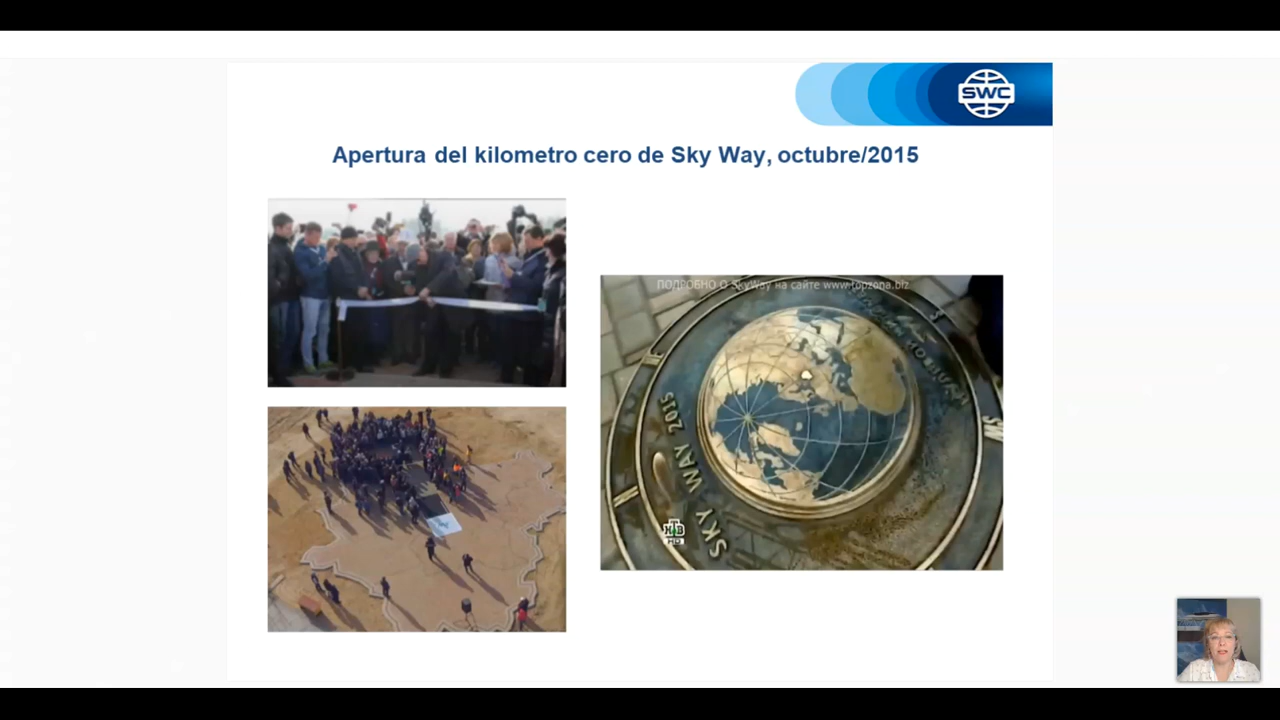 SWC
Apertura del kilometro cero de Sky Way, octubre/2015
ПОДРОБНО О SkyWay на сайте www.topzona.biz
SKY WAY 2015
N
НТВ
HD